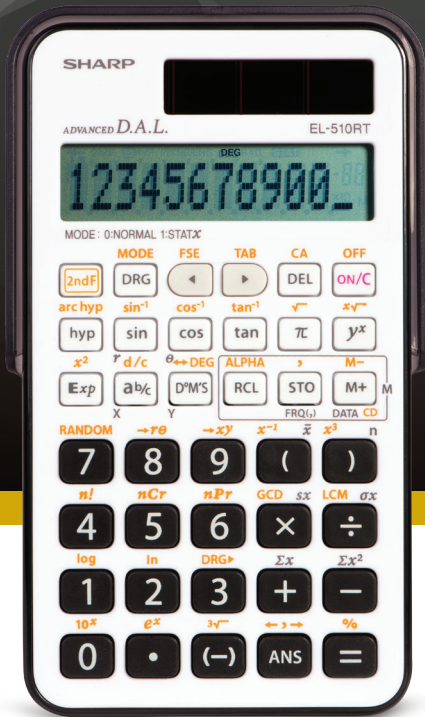 SHARP
ADVANCED D.A.L. EL-510RT
DEG
12345678900_
MODE: 0:NORMAL 1:STATx
MODE FSE TAB CA OFF
2ndF DRG ◄ ► DEL ON/C
arc hyp sin⁻¹ cos⁻¹ tan⁻¹ √ x√
hyp sin cos tan π yˣ
x² r d/c θ↔DEG ALPHA , M−
Exp ab/c D°M'S RCL STO M+ M
X Y FRQ(,) DATA CD
RANDOM →rθ →xy x⁻¹ x̄ x³ n
7 8 9 ( )
n! nCr nPr GCD sx LCM σx
4 5 6 × ÷
log ln DRG► Σx Σx²
1 2 3 + −
10ˣ eˣ ³√ ←,→ %
0 • (−) ANS =